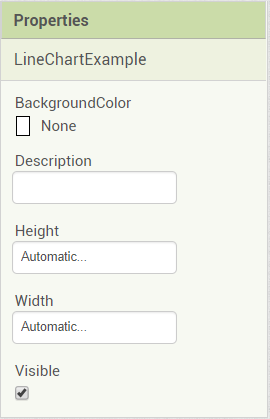 Properties
LineChartExample
BackgroundColor
None
Description
Height
Automatic...
Width
Automatic...
Visible